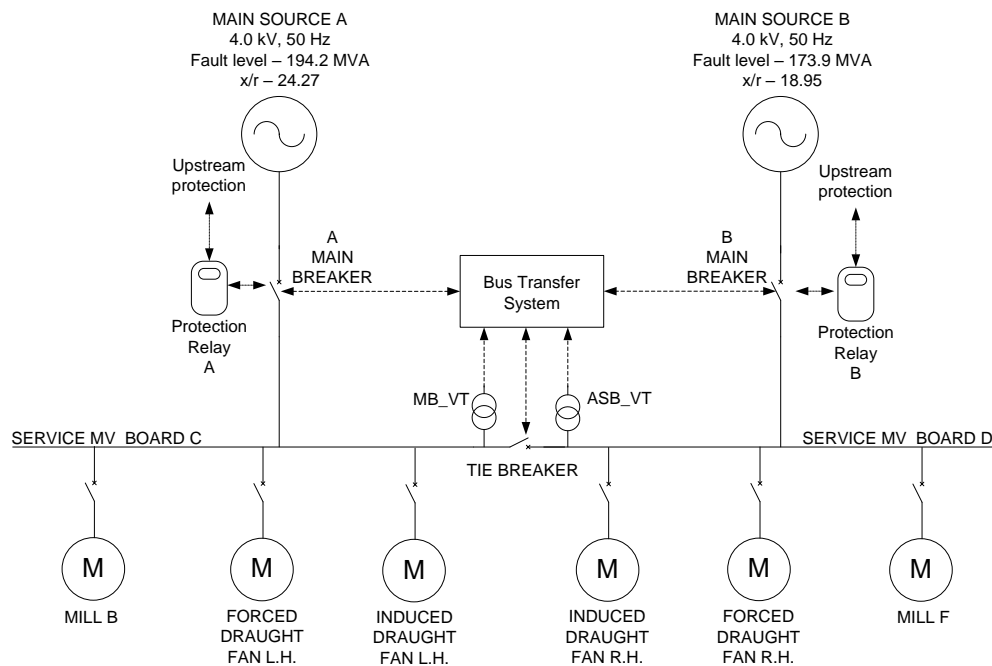 MAIN SOURCE A
4.0 kV, 50 Hz
Fault level – 194.2 MVA
x/r – 24.27
MAIN SOURCE B
4.0 kV, 50 Hz
Fault level – 173.9 MVA
x/r – 18.95
Upstream
protection
Upstream
protection
A
MAIN
BREAKER
B
MAIN
BREAKER
Bus Transfer
System
Protection
Relay
A
Protection
Relay
B
MB_VT
ASB_VT
SERVICE MV BOARD C
TIE BREAKER
SERVICE MV BOARD D
M
M
M
M
M
M
MILL B
FORCED
DRAUGHT
FAN L.H.
INDUCED
DRAUGHT
FAN L.H.
INDUCED
DRAUGHT
FAN R.H.
FORCED
DRAUGHT
FAN R.H.
MILL F